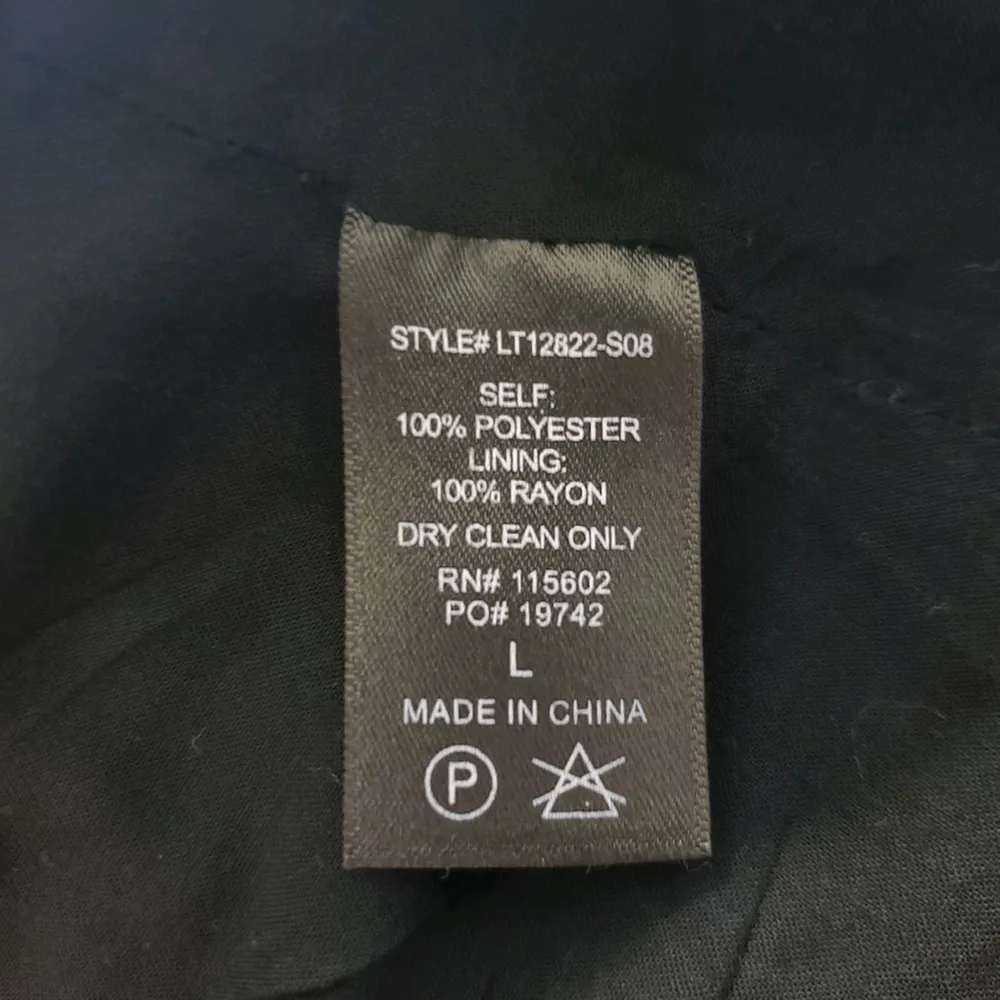 STYLE# LT12822-S08
SELF:
100% POLYESTER
LINING:
100% RAYON
DRY CLEAN ONLY
RN# 115602
PO# 19742
L
MADE IN CHINA
P